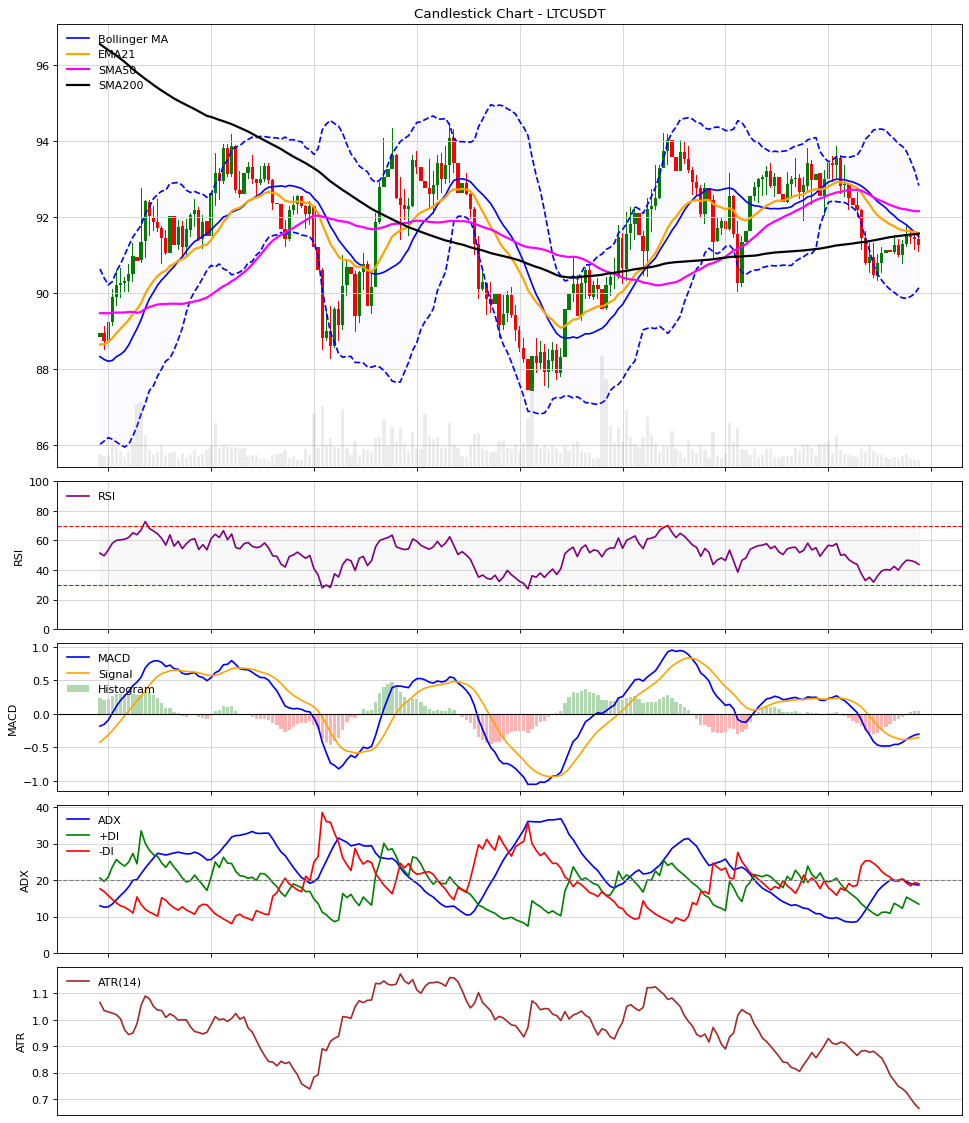 Candlestick Chart - LTCUSDT
Bollinger MA
EMA21
SMA50
SMA200
96
94
92
90
88
86
RSI
RSI
100
80
60
40
20
0
MACD
Signal
Histogram
MACD
1.0
0.5
0.0
−0.5
−1.0
ADX
+DI
-DI
ADX
40
30
20
10
0
ATR(14)
ATR
1.1
1.0
0.9
0.8
0.7